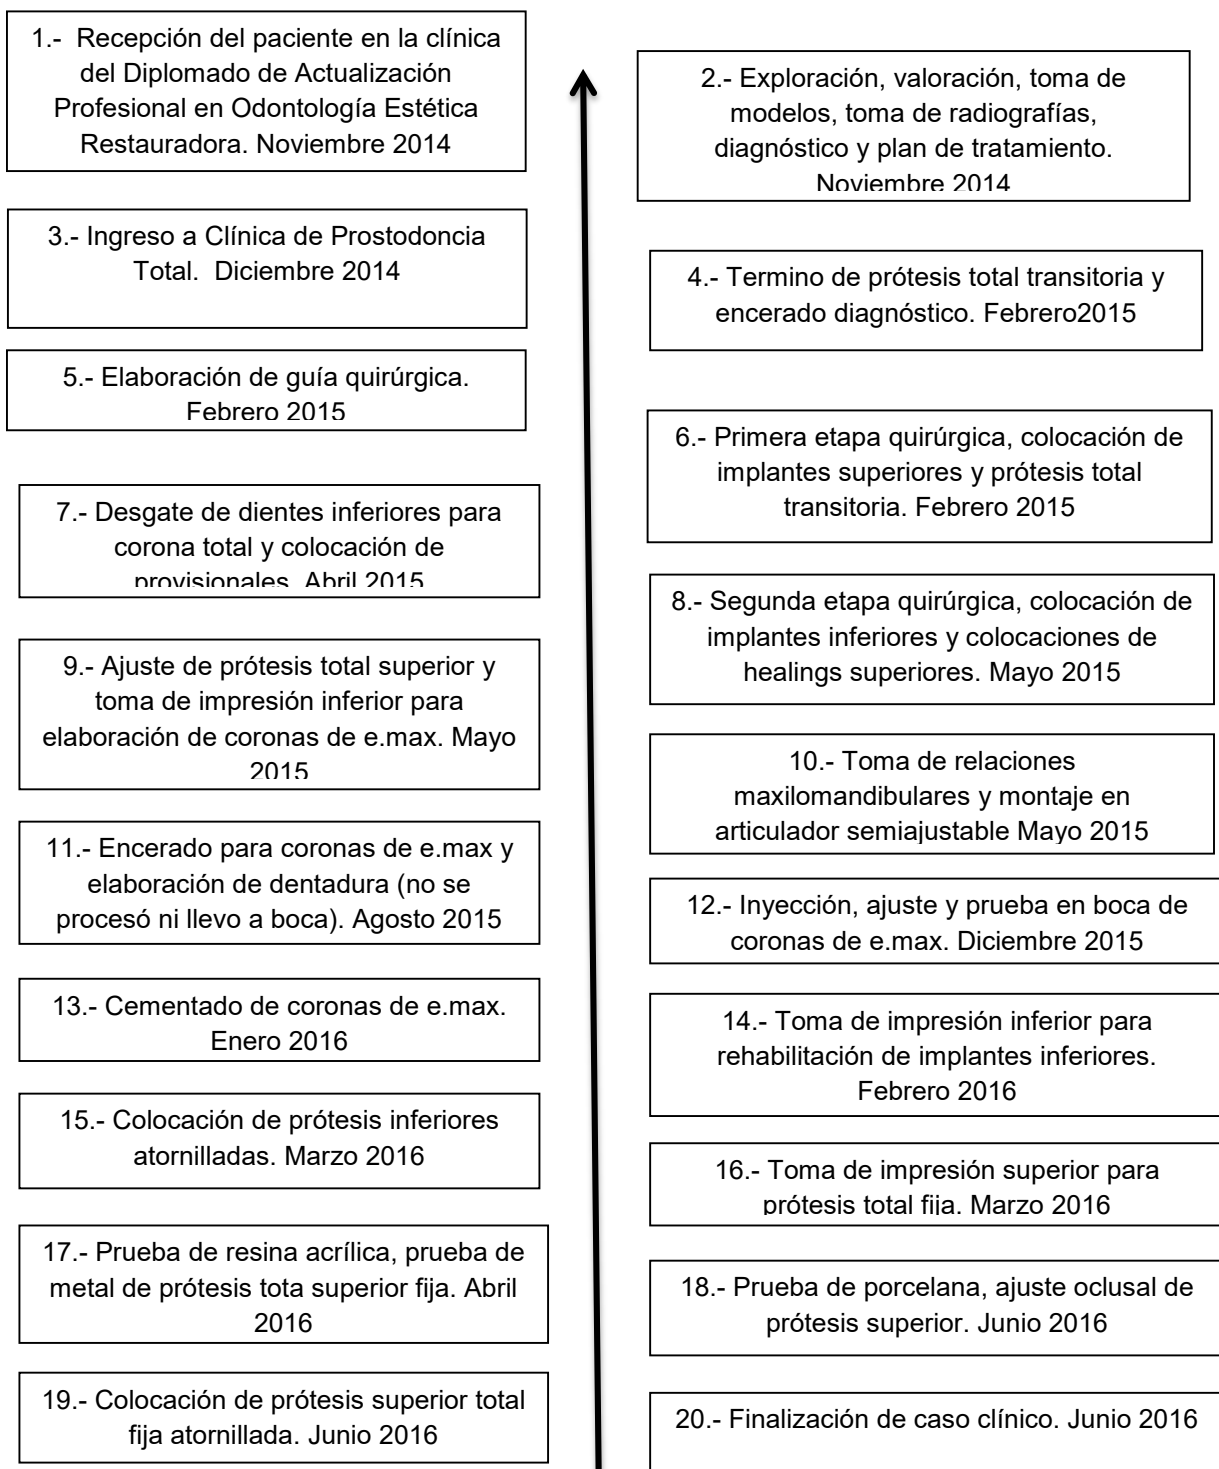 1.- Recepción del paciente en la clínica
del Diplomado de Actualización
Profesional en Odontología Estética
Restauradora. Noviembre 2014
2.- Exploración, valoración, toma de
modelos, toma de radiografías,
diagnóstico y plan de tratamiento.
Noviembre 2014
3.- Ingreso a Clínica de Prostodoncia
Total. Diciembre 2014
4.- Termino de prótesis total transitoria y
encerado diagnóstico. Febrero2015
5.- Elaboración de guía quirúrgica.
Febrero 2015
6.- Primera etapa quirúrgica, colocación de
implantes superiores y prótesis total
transitoria. Febrero 2015
7.- Desgate de dientes inferiores para
corona total y colocación de
provisionales. Abril 2015
8.- Segunda etapa quirúrgica, colocación de
implantes inferiores y colocaciones de
healings superiores. Mayo 2015
9.- Ajuste de prótesis total superior y
toma de impresión inferior para
elaboración de coronas de e.max. Mayo
2015
10.- Toma de relaciones
maxilomandibulares y montaje en
articulador semiajustable Mayo 2015
11.- Encerado para coronas de e.max y
elaboración de dentadura (no se
procesó ni llevo a boca). Agosto 2015
12.- Inyección, ajuste y prueba en boca de
coronas de e.max. Diciembre 2015
13.- Cementado de coronas de e.max.
Enero 2016
14.- Toma de impresión inferior para
rehabilitación de implantes inferiores.
Febrero 2016
15.- Colocación de prótesis inferiores
atornilladas. Marzo 2016
16.- Toma de impresión superior para
prótesis total fija. Marzo 2016
17.- Prueba de resina acrílica, prueba de
metal de prótesis tota superior fija. Abril
2016
18.- Prueba de porcelana, ajuste oclusal de
prótesis superior. Junio 2016
19.- Colocación de prótesis superior total
fija atornillada. Junio 2016
20.- Finalización de caso clínico. Junio 2016